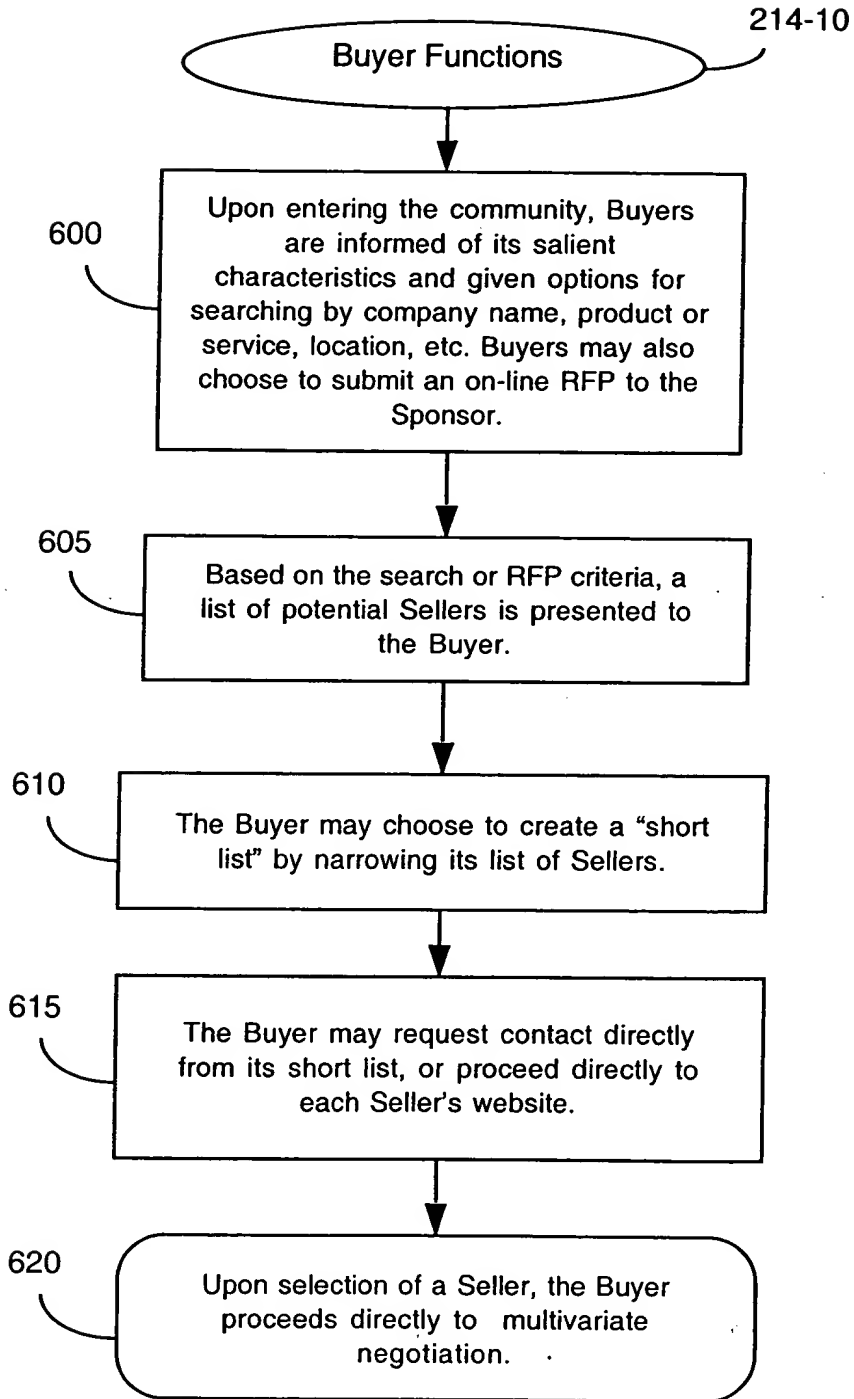 214-10
Buyer Functions
600
Upon entering the community, Buyers
are informed of its salient
characteristics and given options for
searching by company name, product or
service, location, etc. Buyers may also
choose to submit an on-line RFP to the
Sponsor.
605
Based on the search or RFP criteria, a
list of potential Sellers is presented to
the Buyer.
610
The Buyer may choose to create a “short
list” by narrowing its list of Sellers.
615
The Buyer may request contact directly
from its short list, or proceed directly to
each Seller's website.
620
Upon selection of a Seller, the Buyer
proceeds directly to multivariate
negotiation.